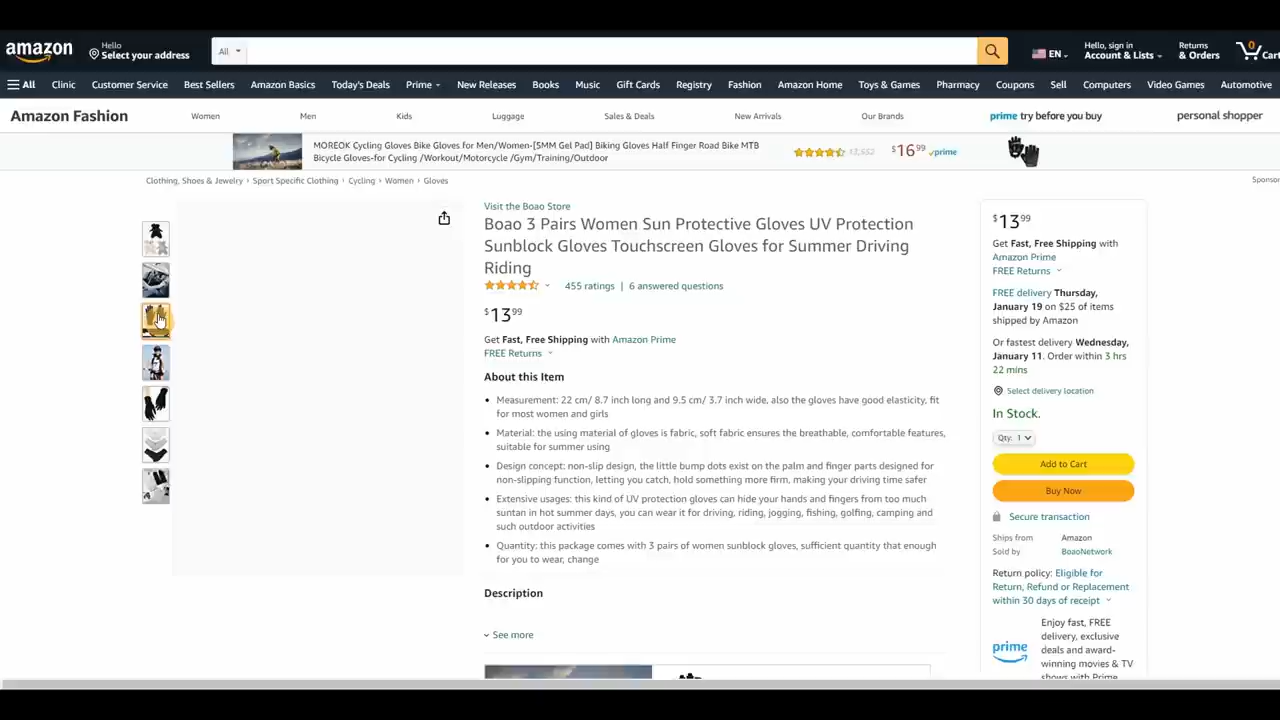 amazon
Hello
Select your address
All
EN
Hello, sign in
Account & Lists
Returns
& Orders
0
Cart
All
Clinic
Customer Service
Best Sellers
Amazon Basics
Today's Deals
Prime
New Releases
Books
Music
Gift Cards
Registry
Fashion
Amazon Home
Toys & Games
Pharmacy
Coupons
Sell
Computers
Video Games
Automotive
Amazon Fashion
Women
Men
Kids
Luggage
Sales & Deals
New Arrivals
Our Brands
prime try before you buy
personal shopper
MOREOK Cycling Gloves Bike Gloves for Men/Women-[5MM Gel Pad] Biking Gloves Half Finger Road Bike MTB
Bicycle Gloves-for Cycling /Workout/Motorcycle /Gym/Training/Outdoor
$16.99 prime
Clothing, Shoes & Jewelry › Sport Specific Clothing › Cycling › Women › Gloves
Sponsor
Visit the Boao Store
Boao 3 Pairs Women Sun Protective Gloves UV Protection
Sunblock Gloves Touchscreen Gloves for Summer Driving
Riding
455 ratings | 6 answered questions
$13.99
Get Fast, Free Shipping with Amazon Prime
FREE Returns
About this Item
• Measurement: 22 cm/ 8.7 inch long and 9.5 cm/ 3.7 inch wide, also the gloves have good elasticity, fit
for most women and girls
• Material: the using material of gloves is fabric, soft fabric ensures the breathable, comfortable features,
suitable for summer using
• Design concept: non-slip design, the little bump dots exist on the palm and finger parts designed for
non-slipping function, letting you catch, hold something more firm, making your driving time safer
• Extensive usages: this kind of UV protection gloves can hide your hands and fingers from too much
suntan in hot summer days, you can wear it for driving, riding, jogging, fishing, golfing, camping and
such outdoor activities
• Quantity: this package comes with 3 pairs of women sunblock gloves, sufficient quantity that enough
for you to wear, change
Description
See more
$13.99
Get Fast, Free Shipping with
Amazon Prime
FREE Returns
FREE delivery Thursday,
January 19 on $25 of items
shipped by Amazon
Or fastest delivery Wednesday,
January 11. Order within 3 hrs
22 mins
Select delivery location
In Stock.
Qty: 1
Add to Cart
Buy Now
Secure transaction
Ships from Amazon
Sold by BoaoNetwork
Return policy: Eligible for
Return, Refund or Replacement
within 30 days of receipt
prime
Enjoy fast, FREE
delivery, exclusive
deals and award-
winning movies & TV
shows with Prime